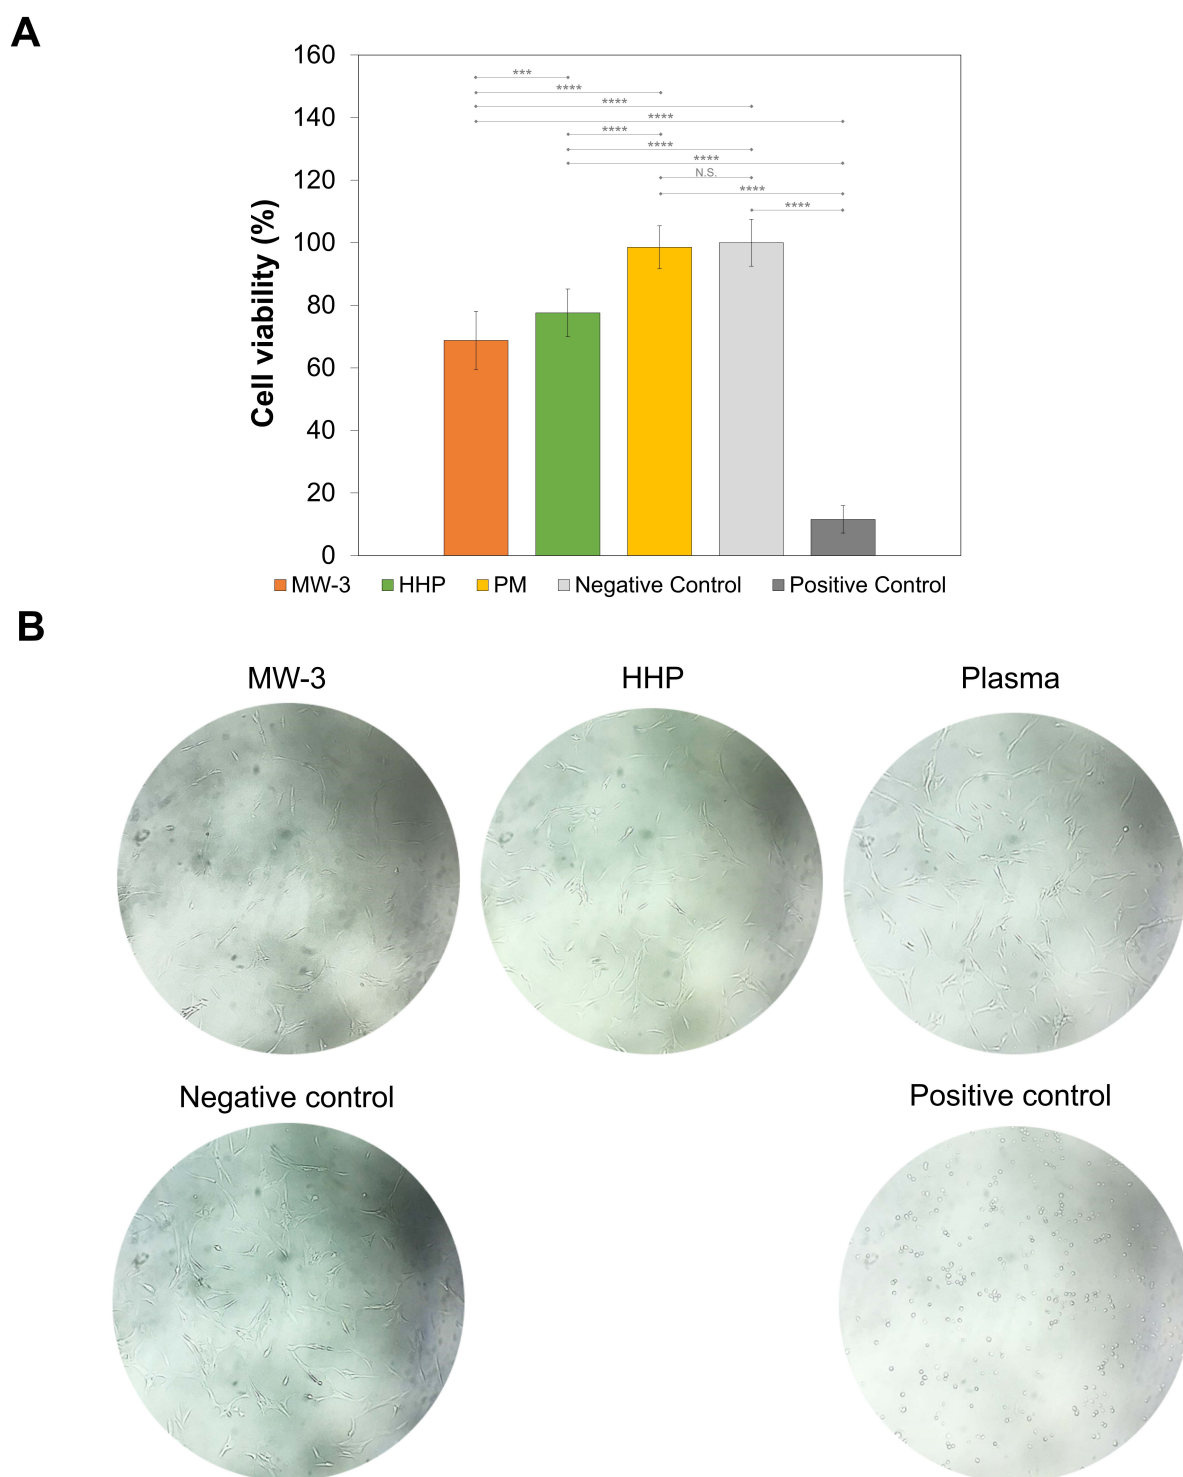 A
160
140
120
100
80
60
40
20
0
Cell viability (%)
***
****
****
****
****
****
****
N.S.
****
****
MW-3 HHP PM Negative Control Positive Control
B
MW-3 HHP Plasma
Negative control Positive control